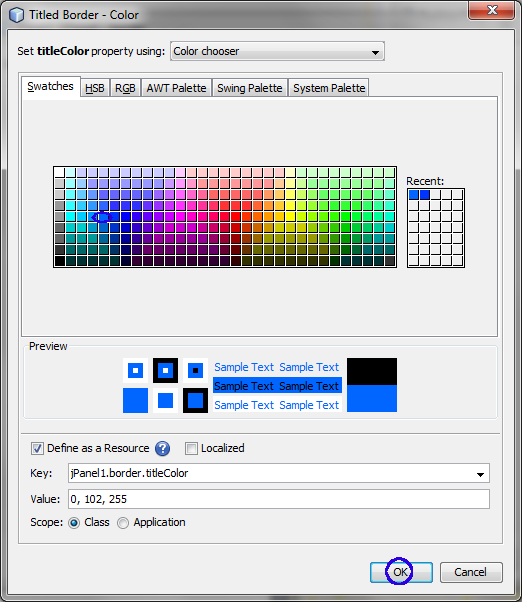 Titled Border - Color
Set titleColor property using: Color chooser
Swatches HSB RGB AWT Palette Swing Palette System Palette
Recent:
Preview
Sample Text Sample Text
Sample Text Sample Text
Sample Text Sample Text
Define as a Resource ? Localized
Key: jPanel1.border.titleColor
Value: 0, 102, 255
Scope: Class Application
OK Cancel